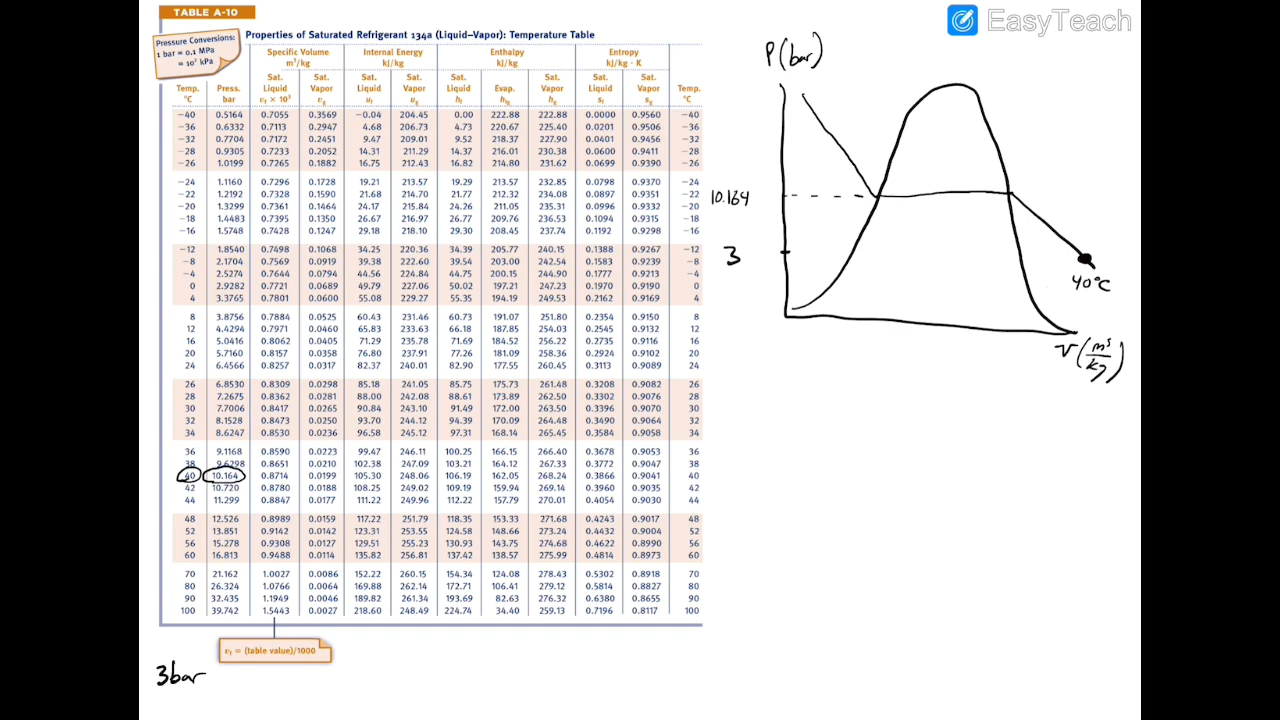 TABLE A-10
EasyTeach
Pressure Conversions:
1 bar = 0.1 MPa
= 10² kPa
Properties of Saturated Refrigerant 134a (Liquid–Vapor): Temperature Table
Specific Volume Internal Energy Enthalpy Entropy
m³/kg kJ/kg kJ/kg kJ/kg · K
Sat. Sat. Sat. Sat. Sat. Sat. Sat. Sat.
Temp. Press. Liquid Vapor Liquid Vapor Liquid Evap. Vapor Liquid Vapor Temp.
°C bar vf × 10³ vg uf ug hf hfg hg sf sg °C
−40 0.5164 0.7055 0.3569 −0.04 204.45 0.00 222.88 222.88 0.0000 0.9560 −40
−36 0.6332 0.7113 0.2947 4.68 206.73 4.73 220.67 225.40 0.0201 0.9506 −36
−32 0.7704 0.7172 0.2451 9.47 209.01 9.52 218.37 227.90 0.0401 0.9456 −32
−28 0.9305 0.7233 0.2052 14.31 211.29 14.37 216.01 230.38 0.0600 0.9411 −28
−26 1.0199 0.7265 0.1882 16.75 212.43 16.82 214.80 231.62 0.0699 0.9390 −26
−24 1.1160 0.7296 0.1728 19.21 213.57 19.29 213.57 232.85 0.0798 0.9370 −24
−22 1.2192 0.7328 0.1590 21.68 214.70 21.77 212.32 234.08 0.0897 0.9351 −22
−20 1.3299 0.7361 0.1464 24.17 215.84 24.26 211.05 235.31 0.0996 0.9332 −20
−18 1.4483 0.7395 0.1350 26.67 216.97 26.77 209.76 236.53 0.1094 0.9315 −18
−16 1.5748 0.7428 0.1247 29.18 218.10 29.30 208.45 237.74 0.1192 0.9298 −16
−12 1.8540 0.7498 0.1068 34.25 220.36 34.39 205.77 240.15 0.1388 0.9267 −12
−8 2.1704 0.7569 0.0919 39.38 222.60 39.54 203.00 242.54 0.1583 0.9239 −8
−4 2.5274 0.7644 0.0794 44.56 224.84 44.75 200.15 244.90 0.1777 0.9213 −4
0 2.9282 0.7721 0.0689 49.79 227.06 50.02 197.21 247.23 0.1970 0.9190 0
4 3.3765 0.7801 0.0600 55.08 229.27 55.35 194.19 249.53 0.2162 0.9169 4
8 3.8756 0.7884 0.0525 60.43 231.46 60.73 191.07 251.80 0.2354 0.9150 8
12 4.4294 0.7971 0.0460 65.83 233.63 66.18 187.85 254.03 0.2545 0.9132 12
16 5.0416 0.8062 0.0405 71.29 235.78 71.69 184.52 256.22 0.2735 0.9116 16
20 5.7160 0.8157 0.0358 76.80 237.91 77.26 181.09 258.36 0.2924 0.9102 20
24 6.4566 0.8257 0.0317 82.37 240.01 82.90 177.55 260.45 0.3113 0.9089 24
26 6.8530 0.8309 0.0298 85.18 241.05 85.75 175.73 261.48 0.3208 0.9082 26
28 7.2675 0.8362 0.0281 88.00 242.08 88.61 173.89 262.50 0.3302 0.9076 28
30 7.7006 0.8417 0.0265 90.84 243.10 91.49 172.00 263.50 0.3396 0.9070 30
32 8.1528 0.8473 0.0250 93.70 244.12 94.39 170.09 264.48 0.3490 0.9064 32
34 8.6247 0.8530 0.0236 96.58 245.12 97.31 168.14 265.45 0.3584 0.9058 34
36 9.1168 0.8590 0.0223 99.47 246.11 100.25 166.15 266.40 0.3678 0.9053 36
38 9.6298 0.8651 0.0210 102.38 247.09 103.21 164.12 267.33 0.3772 0.9047 38
40 10.164 0.8714 0.0199 105.30 248.06 106.19 162.05 268.24 0.3866 0.9041 40
42 10.720 0.8780 0.0188 108.25 249.02 109.19 159.94 269.14 0.3960 0.9035 42
44 11.299 0.8847 0.0177 111.22 249.96 112.22 157.79 270.01 0.4054 0.9030 44
48 12.526 0.8989 0.0159 117.22 251.79 118.35 153.33 271.68 0.4243 0.9017 48
52 13.851 0.9142 0.0142 123.31 253.55 124.58 148.66 273.24 0.4432 0.9004 52
56 15.278 0.9308 0.0127 129.51 255.23 130.93 143.75 274.68 0.4622 0.8990 56
60 16.813 0.9488 0.0114 135.82 256.81 137.42 138.57 275.99 0.4814 0.8973 60
70 21.162 1.0027 0.0086 152.22 260.15 154.34 124.08 278.43 0.5302 0.8918 70
80 26.324 1.0766 0.0064 169.88 262.14 172.71 106.41 279.12 0.5814 0.8827 80
90 32.435 1.1949 0.0046 189.82 261.34 193.69 82.63 276.32 0.6380 0.8655 90
100 39.742 1.5443 0.0027 218.60 248.49 224.74 34.40 259.13 0.7196 0.8117 100
vf = (table value)/1000
3bar
P(bar)
10.164
3
40°C
v(m³/kg)